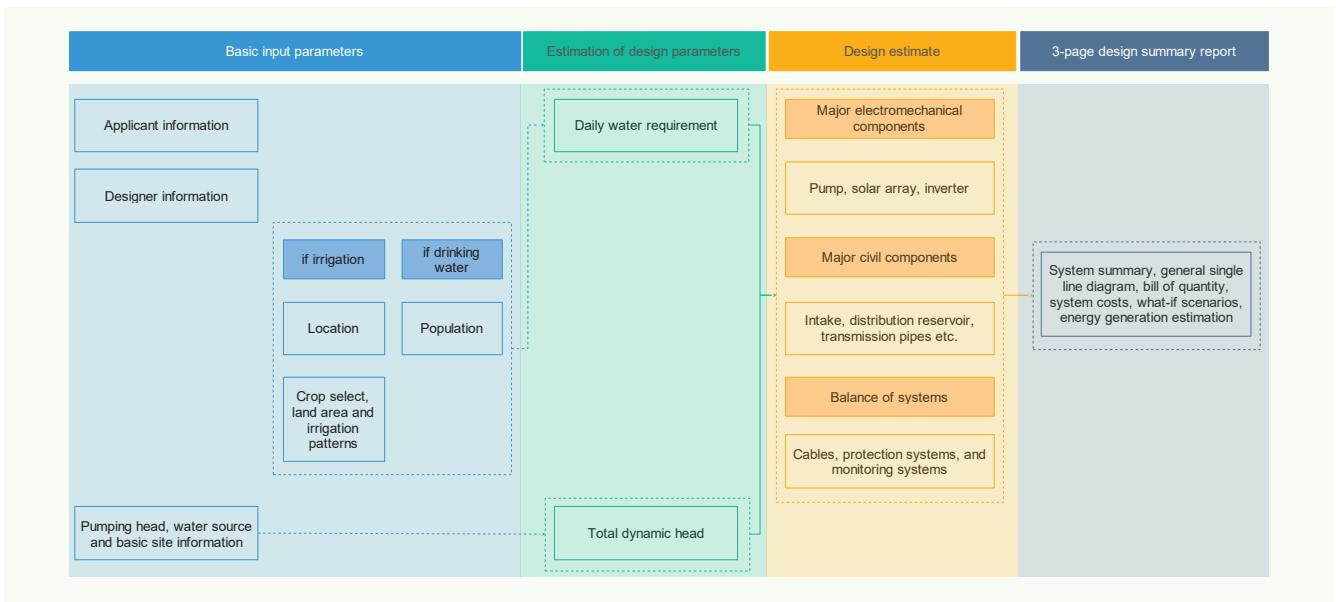 Basic input parameters
Estimation of design parameters
Design estimate
3-page design summary report
Applicant information
Designer information
if irrigation
if drinking
water
Location
Population
Crop select,
land area and
irrigation
patterns
Pumping head, water source
and basic site information
Daily water requirement
Total dynamic head
Major electromechanical
components
Pump, solar array, inverter
Major civil components
Intake, distribution reservoir,
transmission pipes etc.
Balance of systems
Cables, protection systems, and
monitoring systems
System summary, general single
line diagram, bill of quantity,
system costs, what-if scenarios,
energy generation estimation